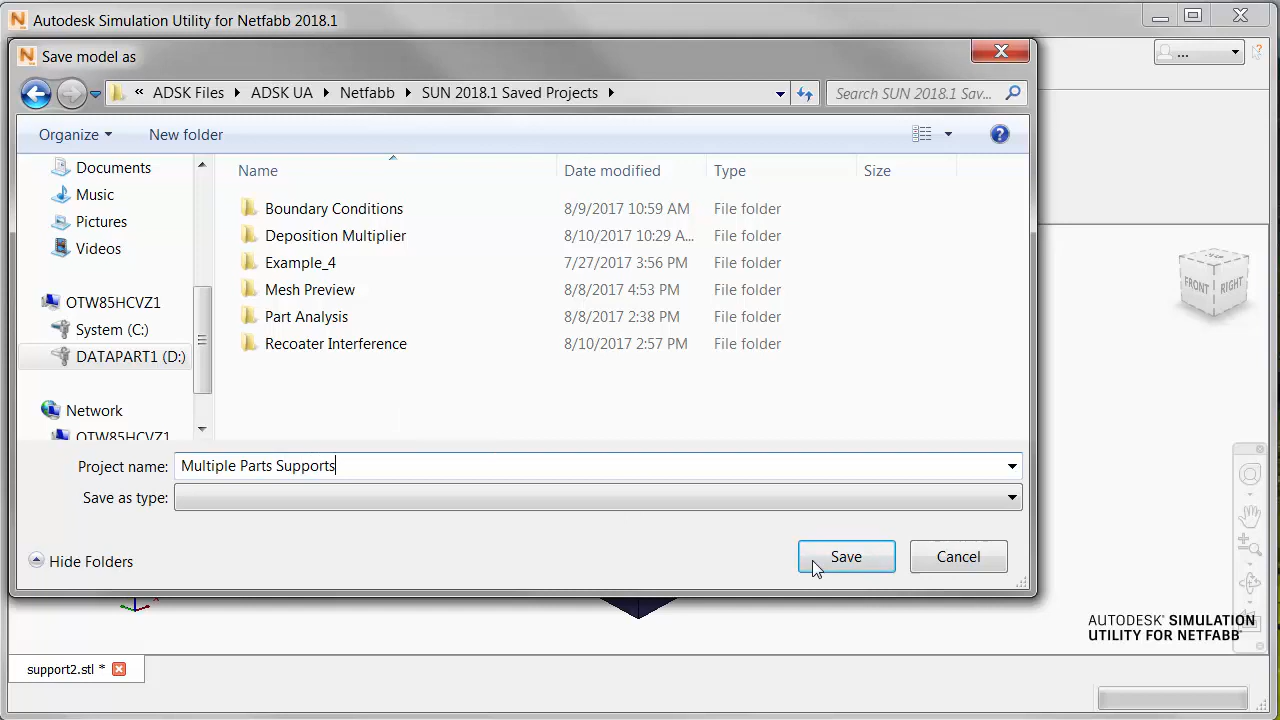 Autodesk Simulation Utility for Netfabb 2018.1
Save model as
...
« ADSK Files ADSK UA Netfabb SUN 2018.1 Saved Projects
Search SUN 2018.1 Sav...
Organize New folder
Documents
Music
Pictures
Videos
OTW85HCVZ1
System (C:)
DATAPART1 (D:)
Network
OTW85HCVZ1
Name Date modified Type Size
Boundary Conditions 8/9/2017 10:59 AM File folder
Deposition Multiplier 8/10/2017 10:29 A... File folder
Example_4 7/27/2017 3:56 PM File folder
Mesh Preview 8/8/2017 4:53 PM File folder
Part Analysis 8/8/2017 2:38 PM File folder
Recoater Interference 8/10/2017 2:57 PM File folder
TOP
FRONT RIGHT
Project name: Multiple Parts Supports
Save as type:
Hide Folders
Save Cancel
AUTODESK® SIMULATION
UTILITY FOR NETFABB®
support2.stl *